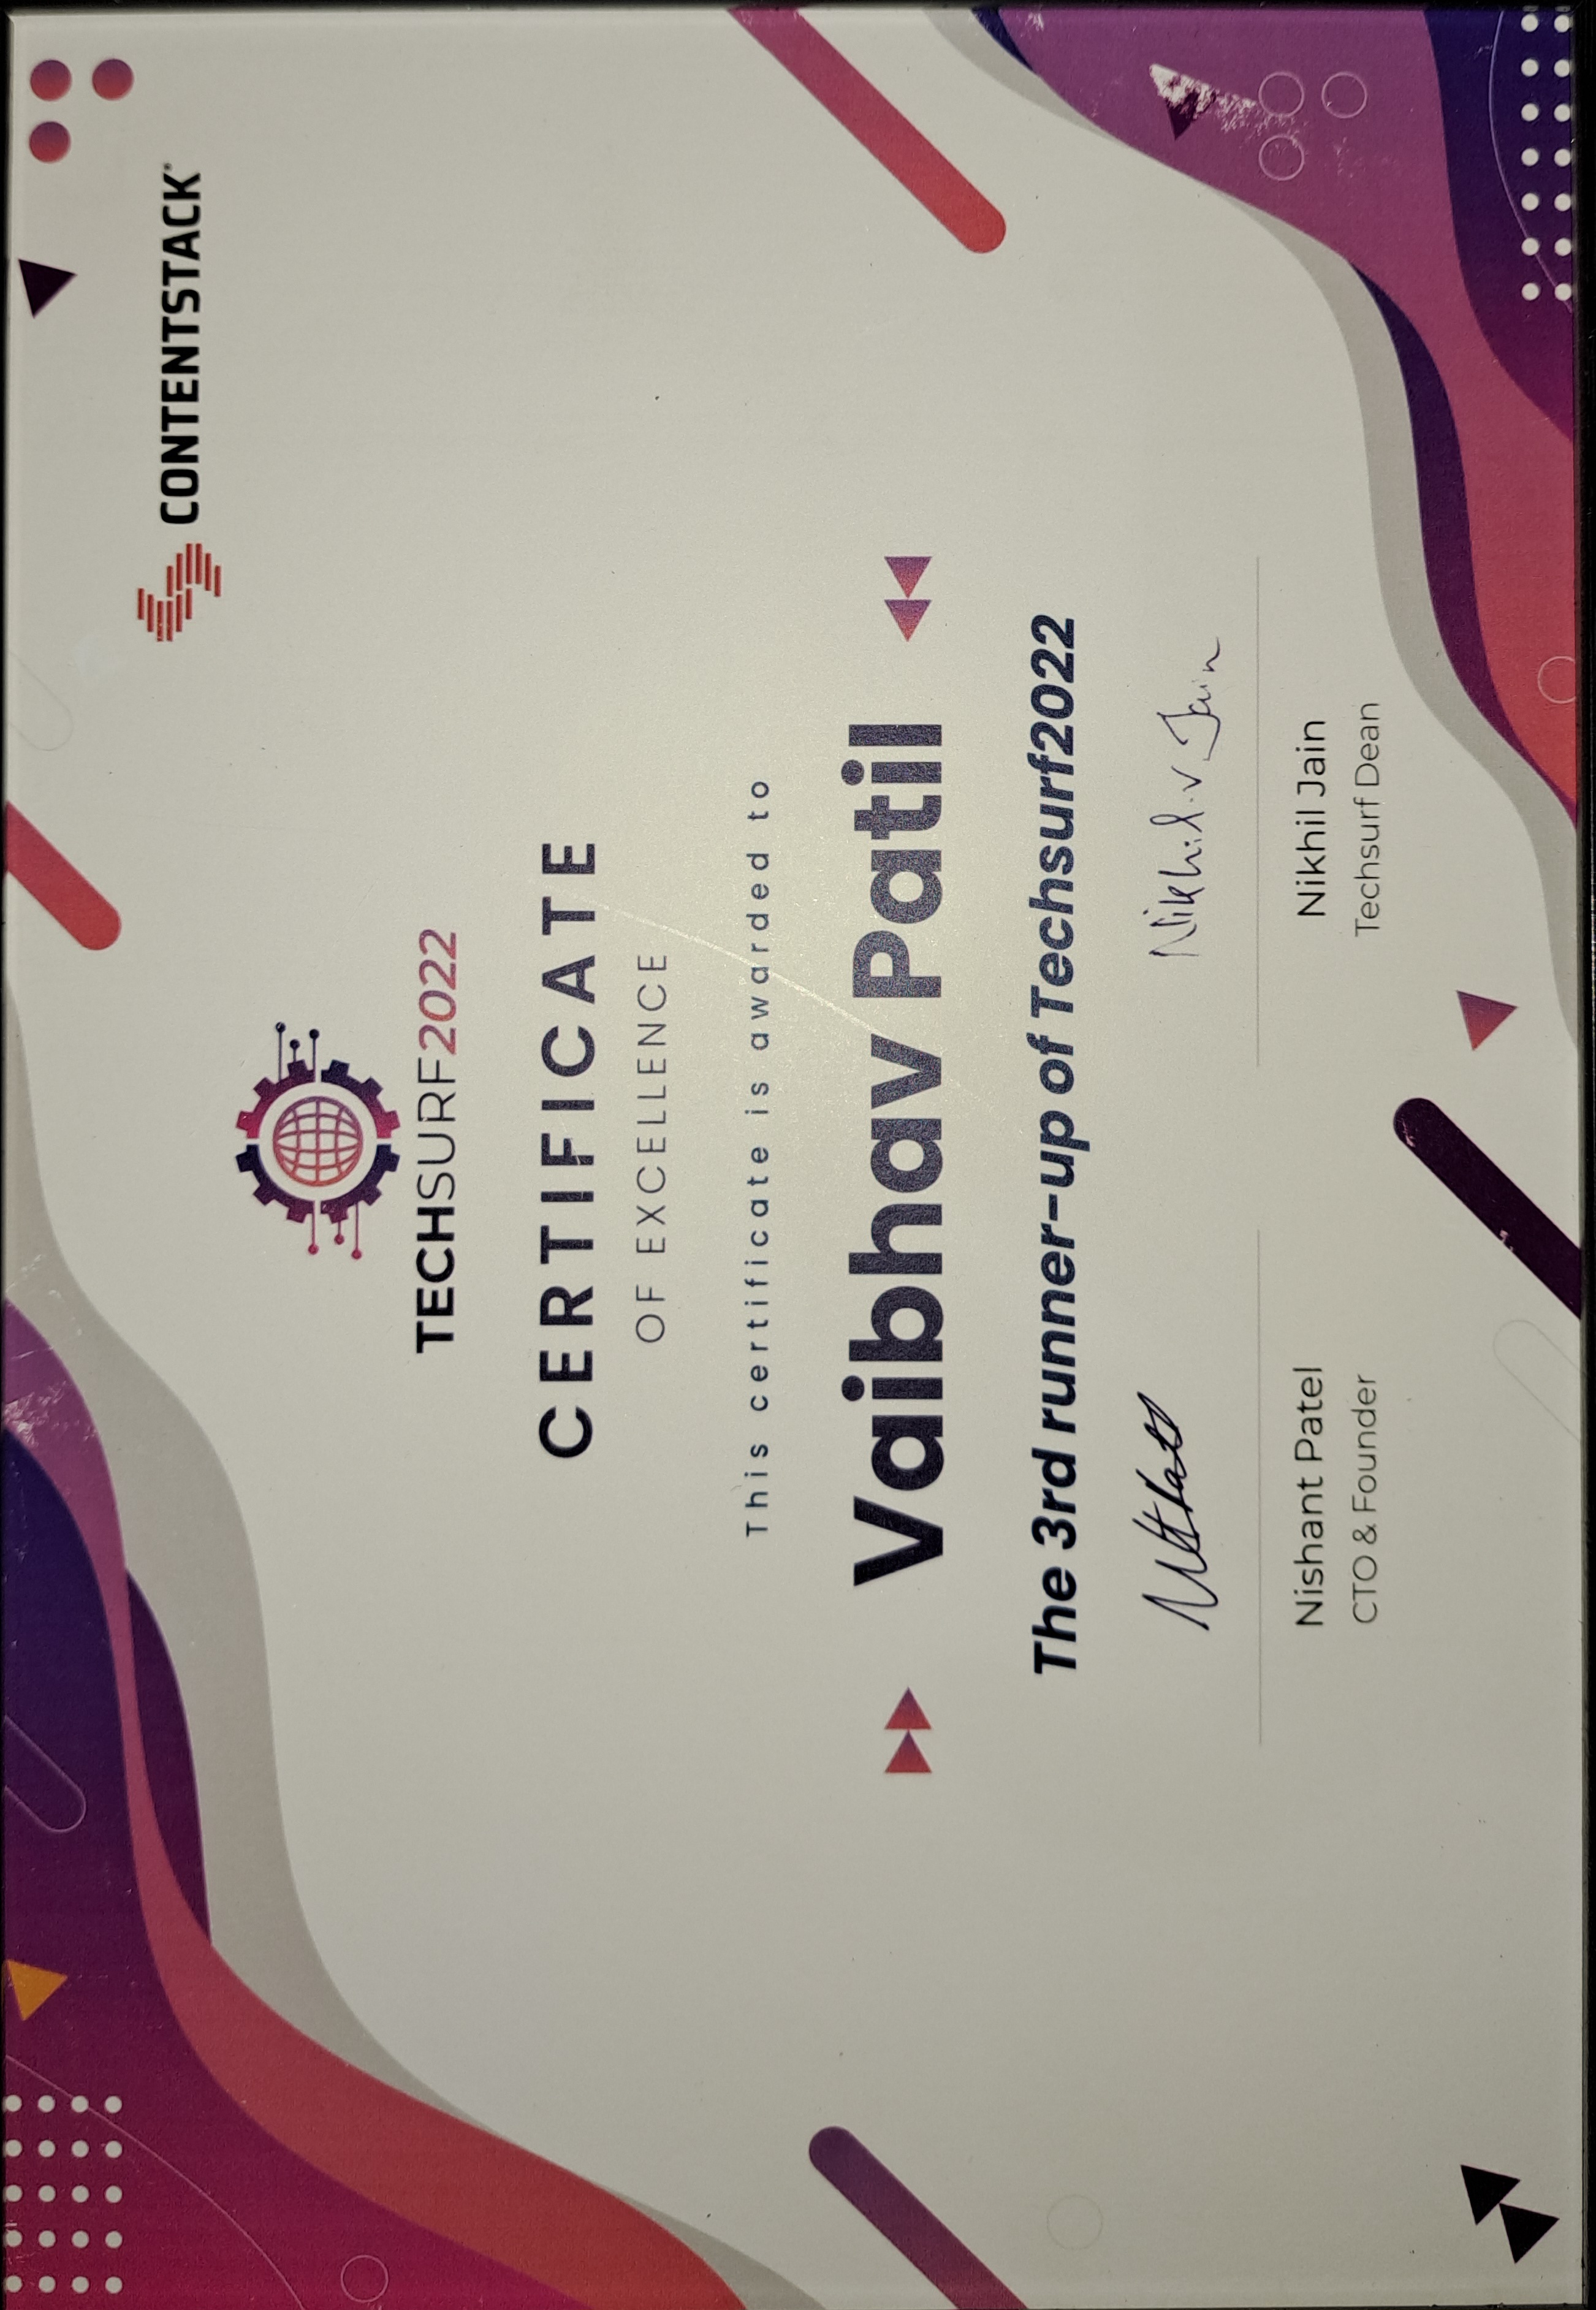 CONTENTSTACK
TECHSURF2022
CERTIFICATE
OF EXCELLENCE
This certificate is awarded to
Vaibhav Patil
The 3rd runner-up of Techsurf2022
Nikhil.V Jain
Nishant Patel
Nikhil Jain
CTO & Founder
Techsurf Dean